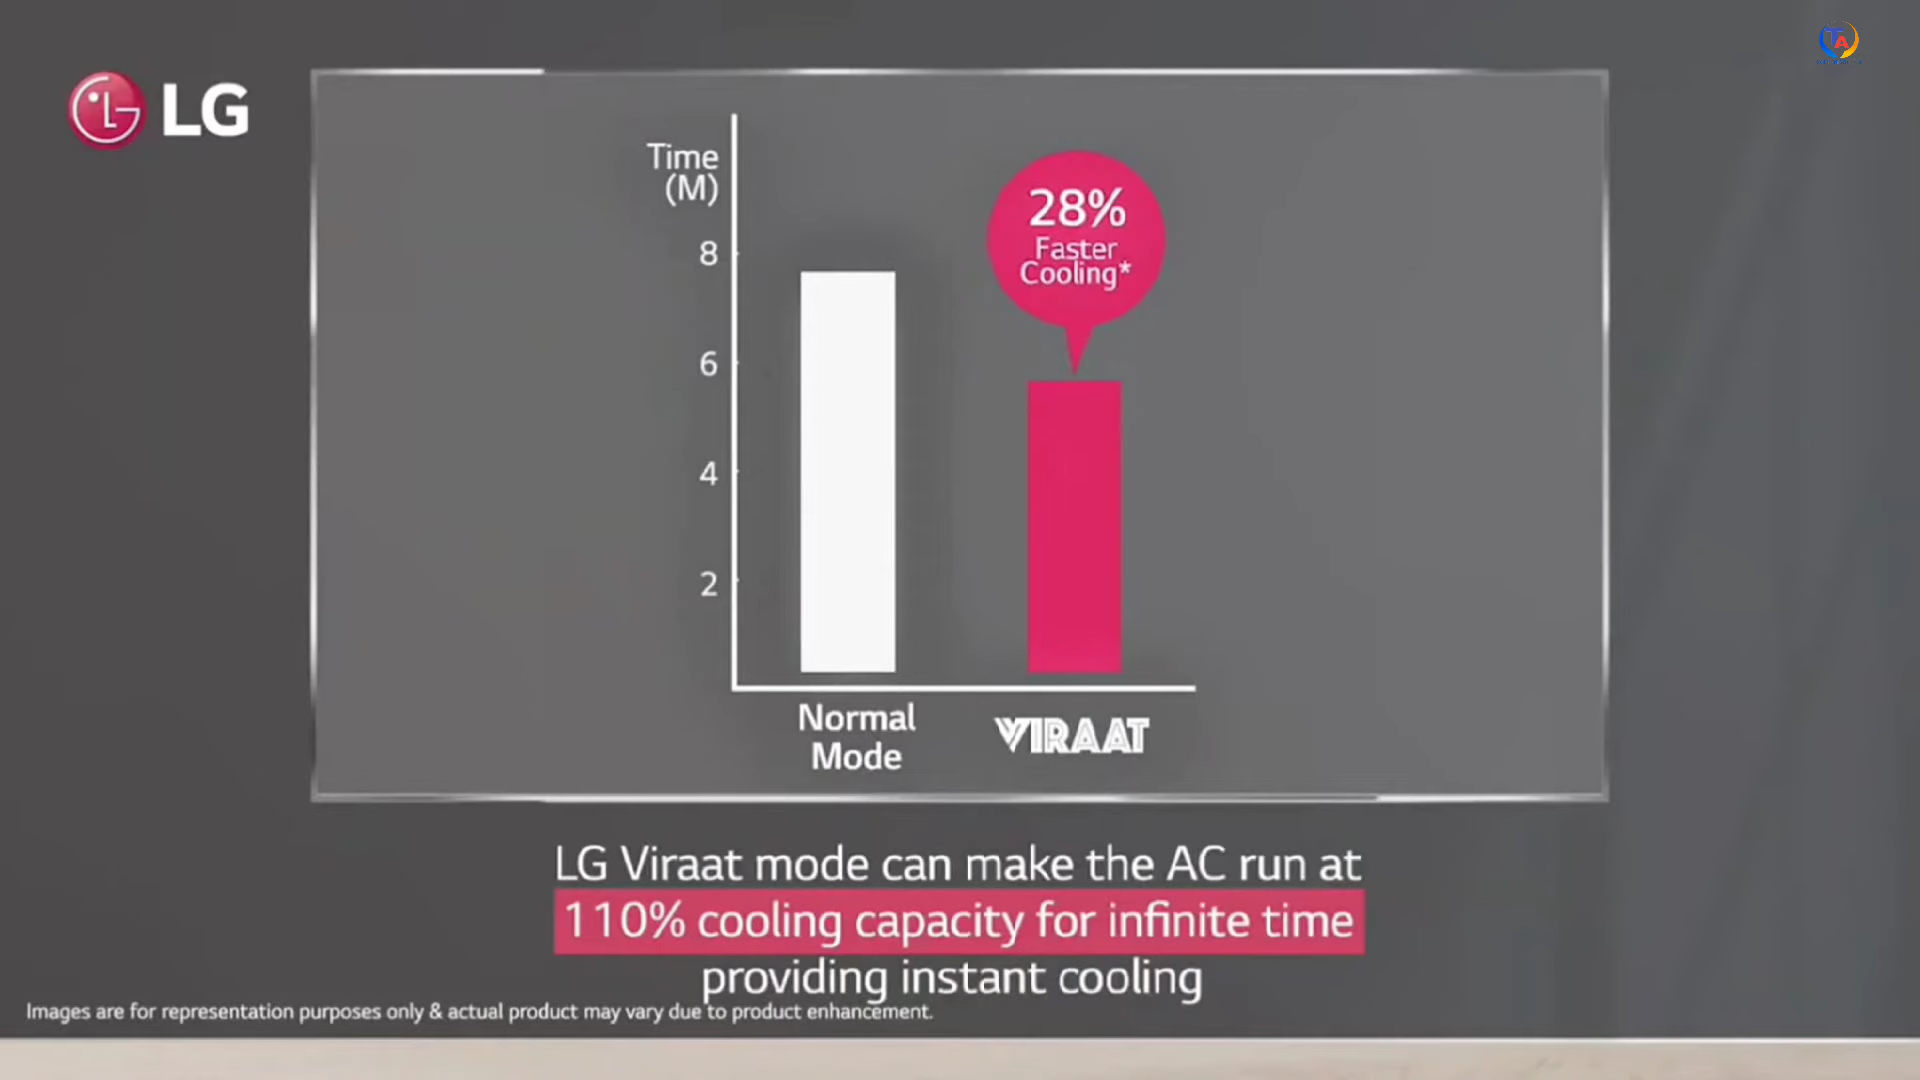 LG
Time
(M)
8
6
4
2
28%
Faster
Cooling*
Normal
Mode
VIRAAT
LG Viraat mode can make the AC run at
110% cooling capacity for infinite time
providing instant cooling
Images are for representation purposes only & actual product may vary due to product enhancement.
TA